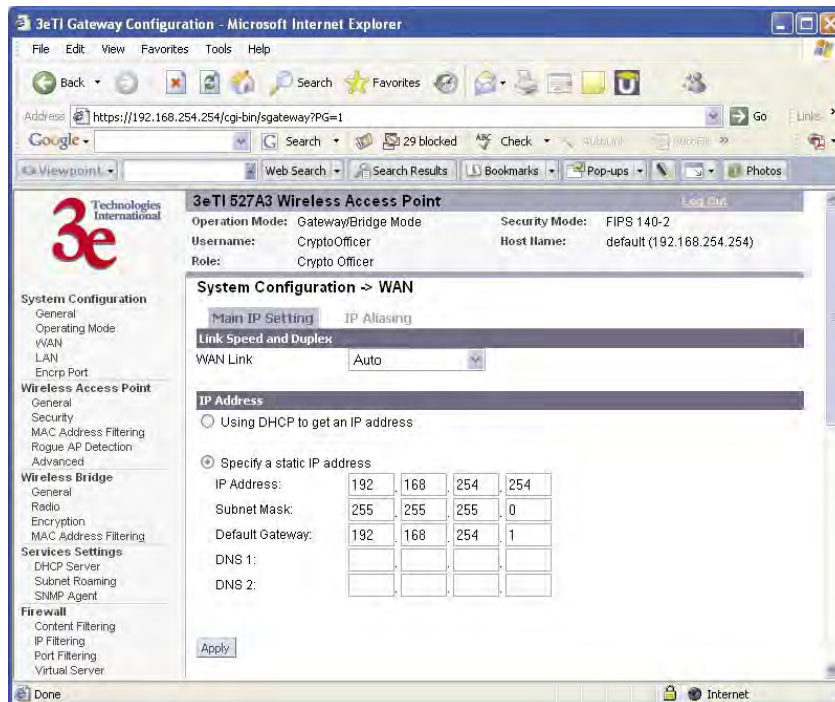 3eTI Gateway Configuration - Microsoft Internet Explorer
File Edit View Favorites Tools Help
Back Search Favorites
Address https://192.168.254.254/cgi-bin/sgateway?PG=1 Go Links »
Google Search 29 blocked ABC Check AutoLink AutoFill »
Viewpoint Web Search Search Results Bookmarks Pop-ups Photos
3e Technologies International
3eTI 527A3 Wireless Access Point Log Out
Operation Mode: Gateway/Bridge Mode Security Mode: FIPS 140-2
Username: CryptoOfficer Host Name: default (192.168.254.254)
Role: Crypto Officer
System Configuration
General
Operating Mode
WAN
LAN
Encrp Port
Wireless Access Point
General
Security
MAC Address Filtering
Rogue AP Detection
Advanced
Wireless Bridge
General
Radio
Encryption
MAC Address Filtering
Services Settings
DHCP Server
Subnet Roaming
SNMP Agent
Firewall
Content Filtering
IP Filtering
Port Filtering
Virtual Server
System Configuration -> WAN
Main IP Setting IP Aliasing
Link Speed and Duplex
WAN Link Auto
IP Address
Using DHCP to get an IP address
Specify a static IP address
IP Address: 192 . 168 . 254 . 254
Subnet Mask: 255 . 255 . 255 . 0
Default Gateway: 192 . 168 . 254 . 1
DNS 1: . . .
DNS 2: . . .
Apply
Done Internet